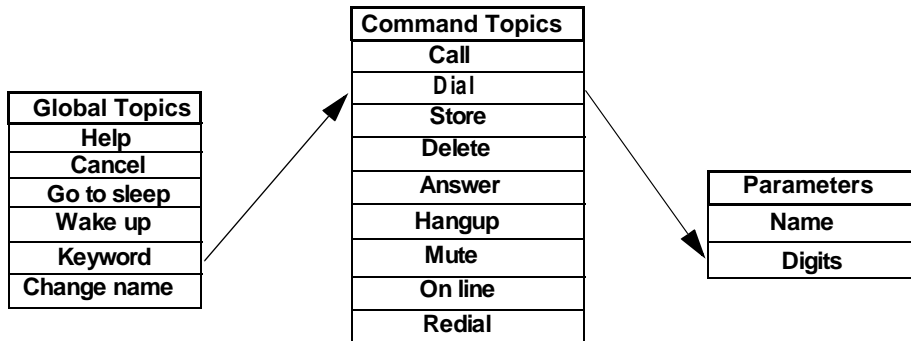 Global Topics
Help
Cancel
Go to sleep
Wake up
Keyword
Change name
Command Topics
Call
Dial
Store
Delete
Answer
Hangup
Mute
On line
Redial
Parameters
Name
Digits